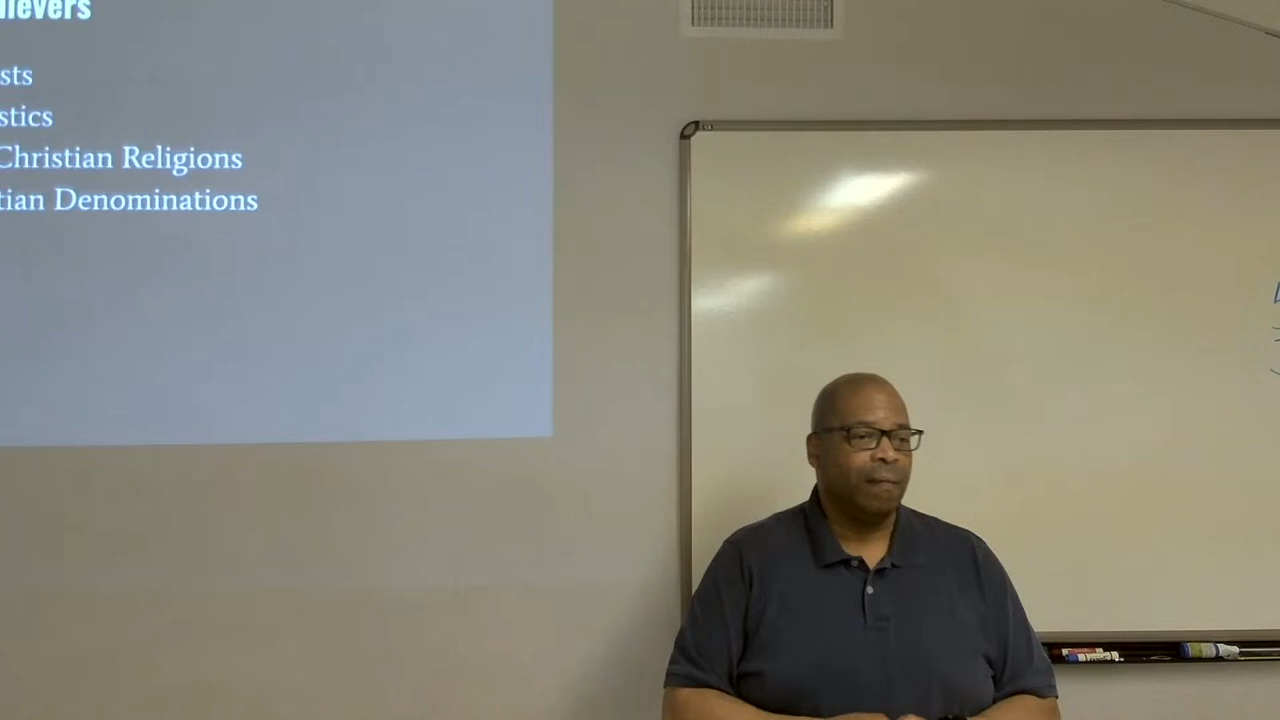 lievers
sts
stics
Christian Religions
tian Denominations